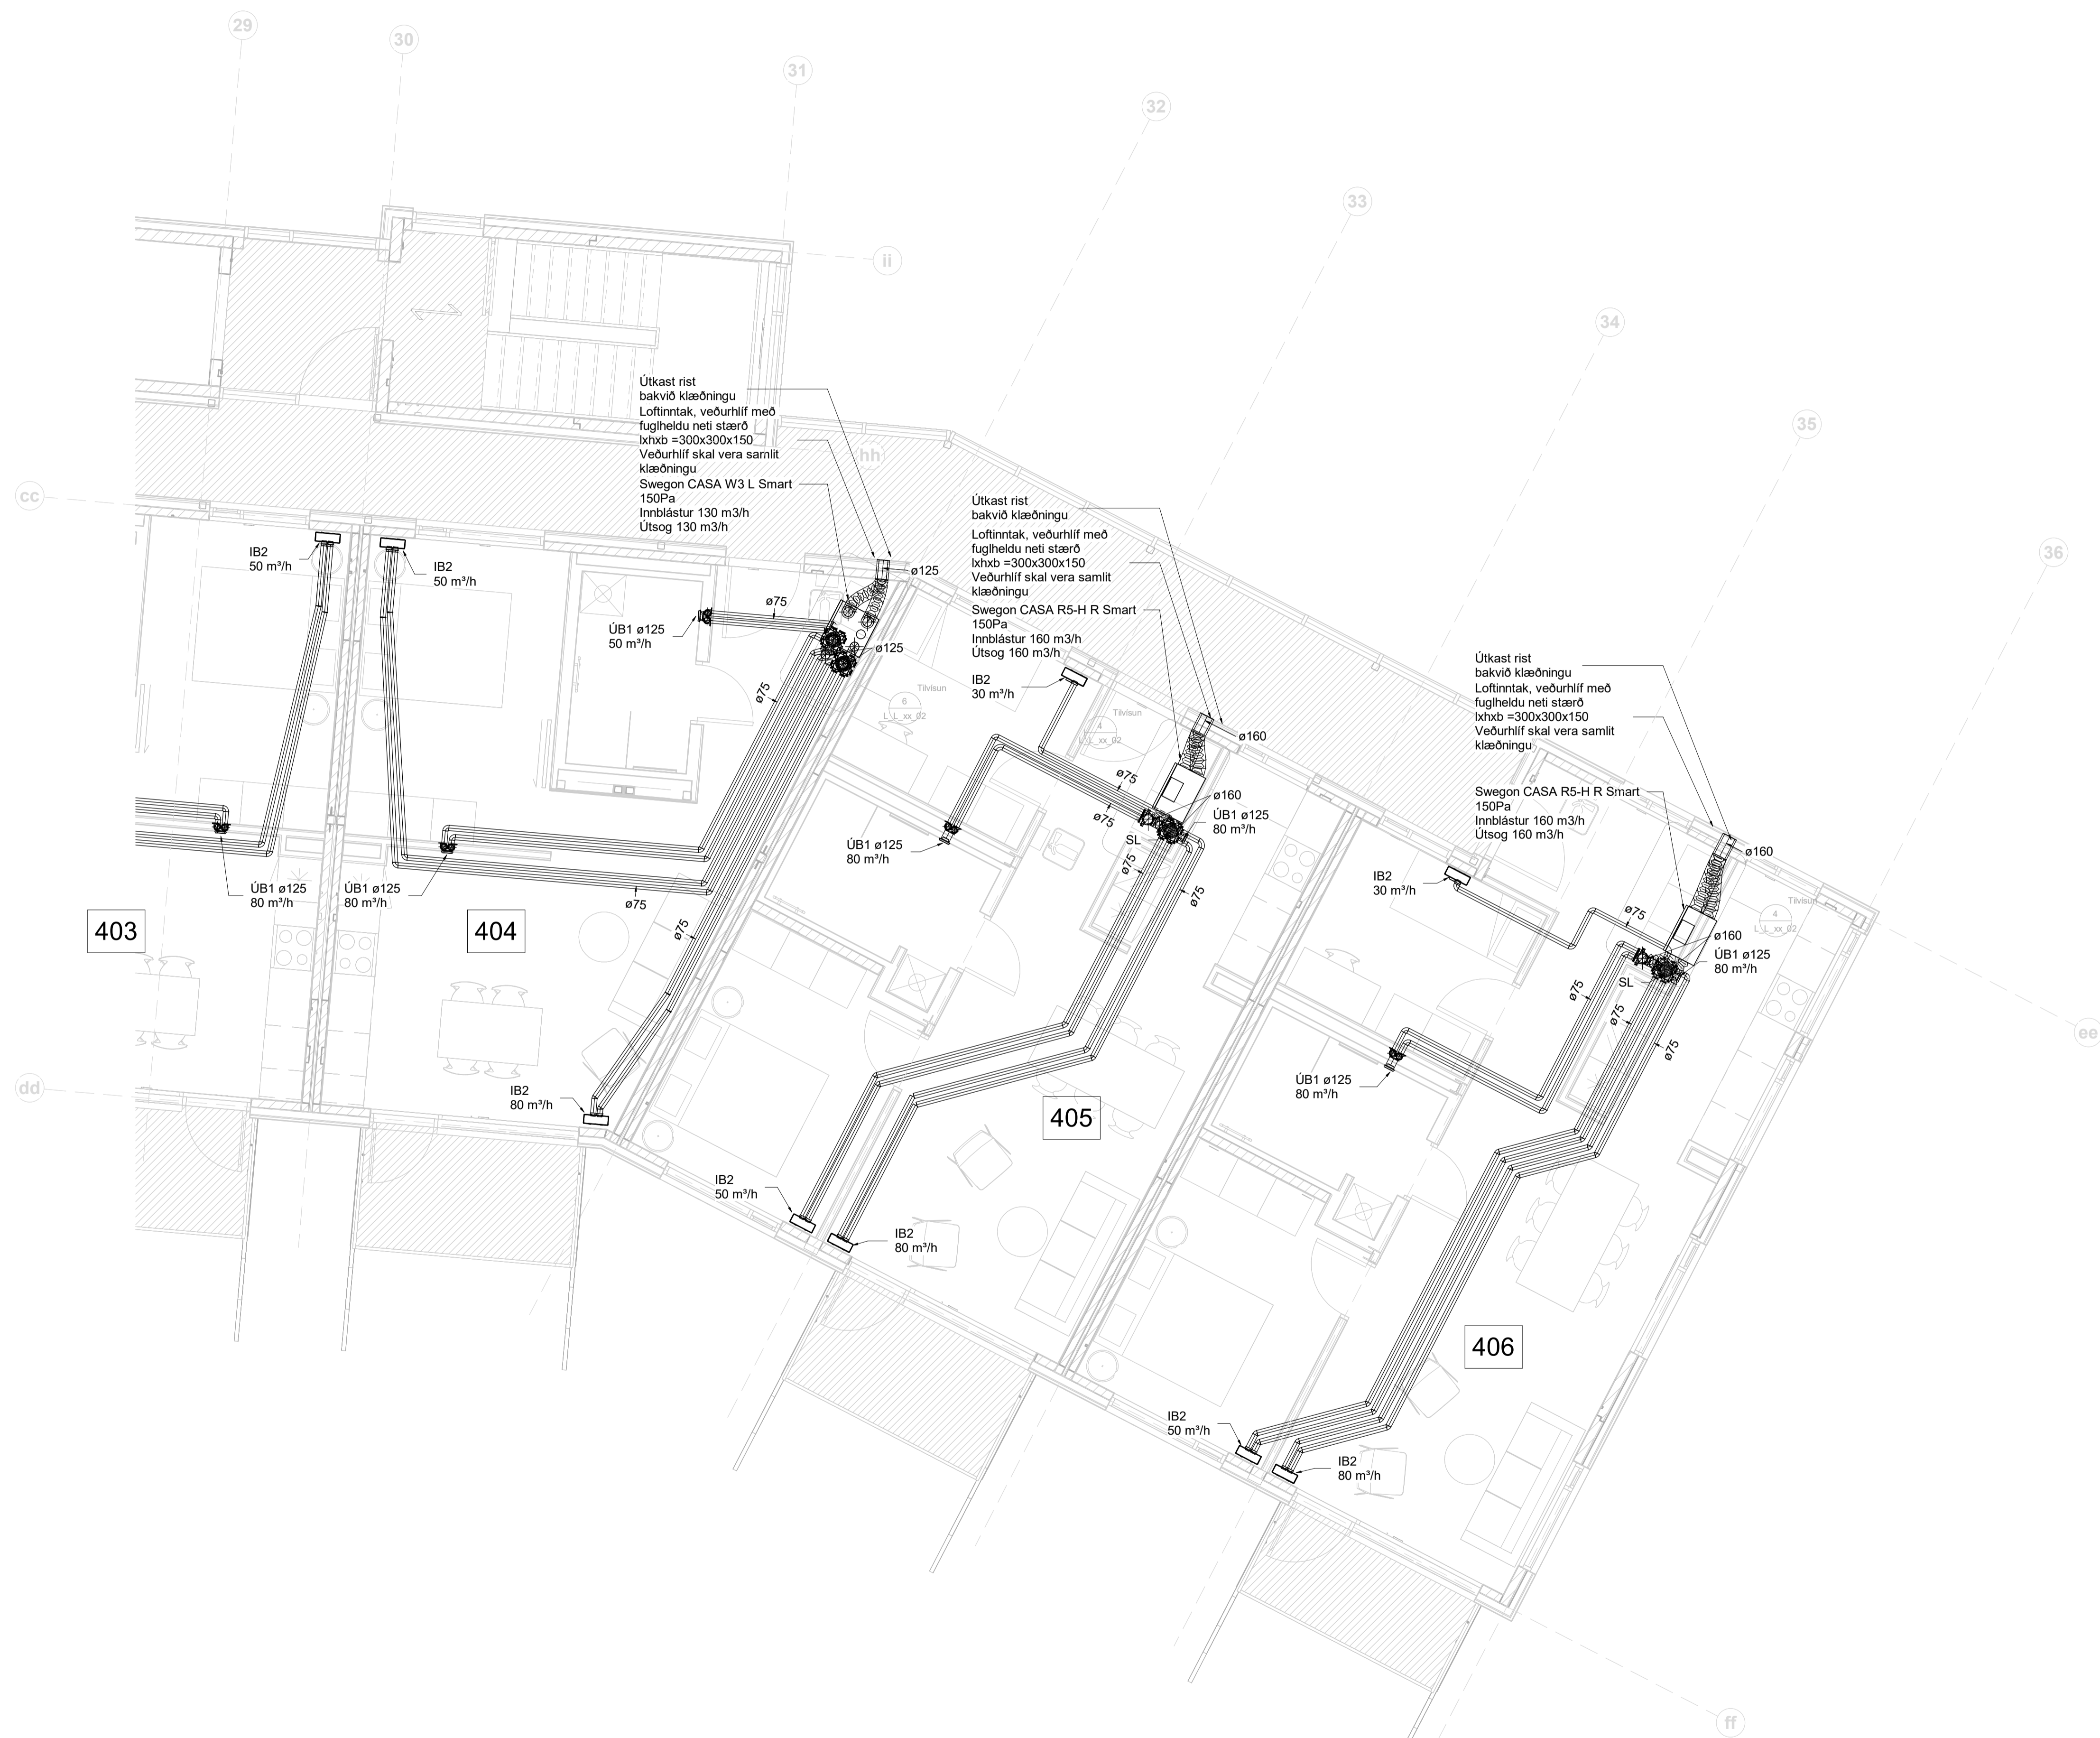 29
30
31
32
33
34
35
36
ii
hh
cc
dd
ee
ff
Útkast rist
bakvið klæðningu
Loftinntak, veðurhlíf með
fuglheldu neti stærð
lxhxb =300x300x150
Veðurhlíf skal vera samlit
klæðningu
Swegon CASA W3 L Smart
150Pa
Innblástur 130 m3/h
Útsog 130 m3/h
Útkast rist
bakvið klæðningu
Loftinntak, veðurhlíf með
fuglheldu neti stærð
lxhxb =300x300x150
Veðurhlíf skal vera samlit
klæðningu
Swegon CASA R5-H R Smart
150Pa
Innblástur 160 m3/h
Útsog 160 m3/h
Útkast rist
bakvið klæðningu
Loftinntak, veðurhlíf með
fuglheldu neti stærð
lxhxb =300x300x150
Veðurhlíf skal vera samlit
klæðningu
Swegon CASA R5-H R Smart
150Pa
Innblástur 160 m3/h
Útsog 160 m3/h
IB2
50 m³/h
IB2
50 m³/h
ÚB1 ø125
50 m³/h
ø75
ø125
ø125
ø75
ÚB1 ø125
80 m³/h
ÚB1 ø125
80 m³/h
ø75
ø75
403
404
IB2
80 m³/h
Tilvísun
6
L_L_xx_02
IB2
30 m³/h
Tilvísun
4
L_L_xx_02
ø160
ø75
ø75
ø160
ÚB1 ø125
80 m³/h
SL
ÚB1 ø125
80 m³/h
ø75
ø75
405
IB2
50 m³/h
IB2
80 m³/h
IB2
30 m³/h
ø160
Tilvísun
4
L_L_xx_02
ø75
ø160
ÚB1 ø125
80 m³/h
SL
ø75
ø75
ø75
ÚB1 ø125
80 m³/h
406
IB2
50 m³/h
IB2
80 m³/h